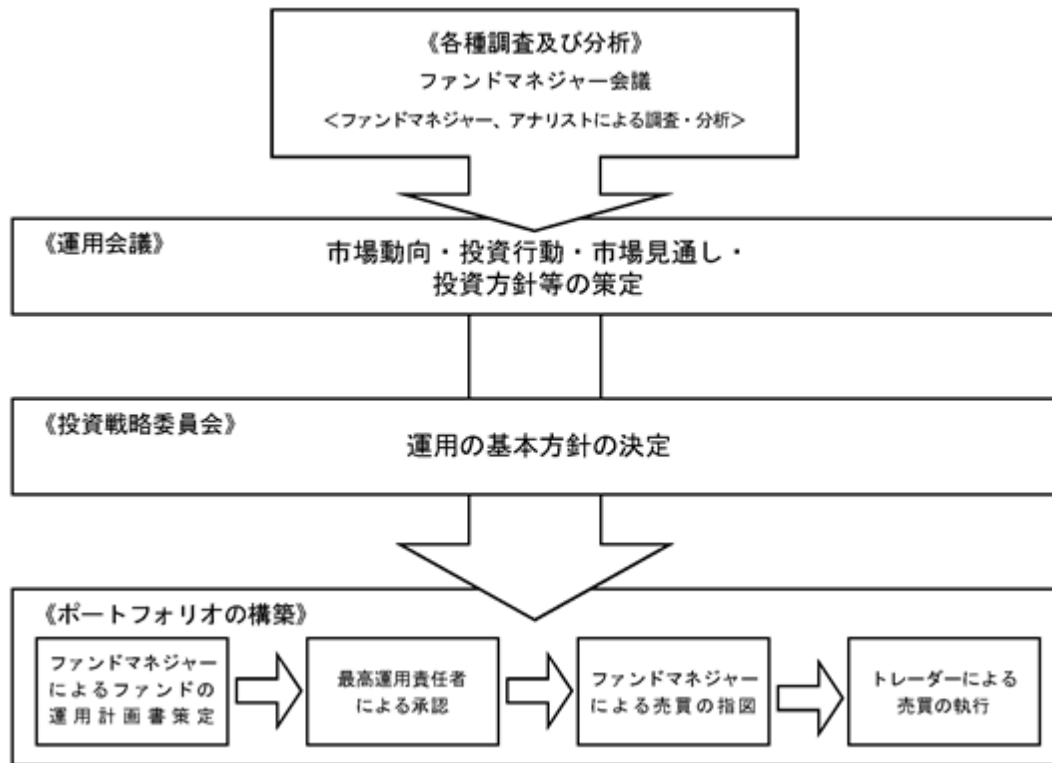 《各種調査及び分析》
ファンドマネジャー会議
<ファンドマネジャー、アナリストによる調査・分析>
《運用会議》
市場動向・投資行動・市場見通し・
投資方針等の策定
《投資戦略委員会》
運用の基本方針の決定
《ポートフォリオの構築》
ファンドマネジャー
によるファンドの
運用計画書策定
最高運用責任者
による承認
ファンドマネジャー
による売買の指図
トレーダーによる
売買の執行